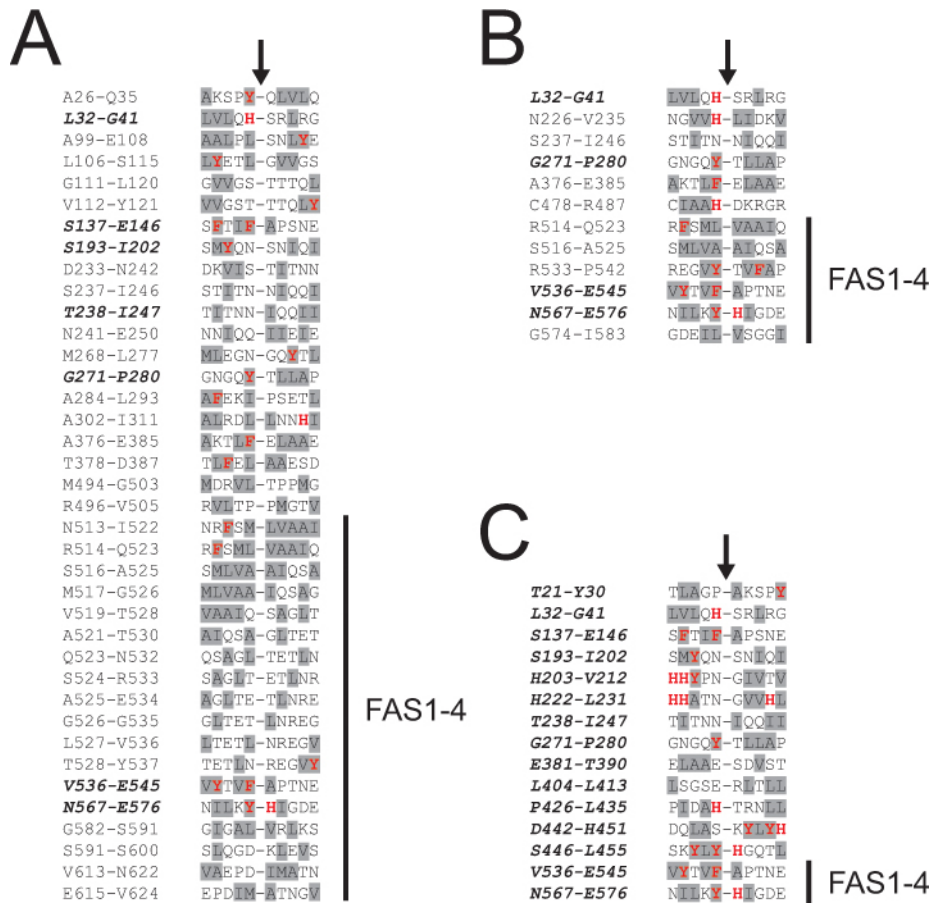 A
A26-Q35 AKSPY-QLVLQ
L32-G41 LVLQH-SRLRG
A99-E108 AALPL-SNLYE
L106-S115 LYETL-GVVGS
G111-L120 GVVGS-TTTQL
V112-Y121 VVGST-TTQLY
S137-E146 SFTIF-APSNE
S193-I202 SMYQN-SNIQI
D233-N242 DKVIS-TITNN
S237-I246 STITN-NIQQI
T238-I247 TITNN-IQQII
N241-E250 NNIQQ-IIEIE
M268-L277 MLEGN-GQYTL
G271-P280 GNGQY-TLLAP
A284-L293 AFEKI-PSETL
A302-I311 ALRDL-LNNHI
A376-E385 AKTLF-ELAAE
T378-D387 TLFEL-AAESD
M494-G503 MDRVL-TPPMG
R496-V505 RVLTP-PMGTV
N513-I522 NRFSM-LVAAI
R514-Q523 RFSML-VAAIQ
S516-A525 SMLVA-AIQSA
M517-G526 MLVAA-IQSAG
V519-T528 VAAIQ-SAGLT
A521-T530 AIQSA-GLTET
Q523-N532 QSAGL-TETLN
S524-R533 SAGLT-ETLNR
A525-E534 AGLTE-TLNRE
G526-G535 GLTET-LNREG
L527-V536 LTETL-NREGV
T528-Y537 TETLN-REGVY
V536-E545 VYTVF-APTNE
N567-E576 NILKY-HIGDE
G582-S591 GIGAL-VRLKS
S591-S600 SLQGD-KLEVS
V613-N622 VAEPD-IMATN
E615-V624 EPDIM-ATNGV
FAS1-4
B
L32-G41 LVLQH-SRLRG
N226-V235 NGVVH-LIDKV
S237-I246 STITN-NIQQI
G271-P280 GNGQY-TLLAP
A376-E385 AKTLF-ELAAE
C478-R487 CIAAH-DKRGR
R514-Q523 RFSML-VAAIQ
S516-A525 SMLVA-AIQSA
R533-P542 REGVY-TVFAP
V536-E545 VYTVF-APTNE
N567-E576 NILKY-HIGDE
G574-I583 GDEIL-VSGGI
FAS1-4
C
T21-Y30 TLAGP-AKSPY
L32-G41 LVLQH-SRLRG
S137-E146 SFTIF-APSNE
S193-I202 SMYQN-SNIQI
H203-V212 HHYPN-GIVTV
H222-L231 HHATN-GVVHL
T238-I247 TITNN-IQQII
G271-P280 GNGQY-TLLAP
E381-T390 ELAAE-SDVST
L404-L413 LSGSE-RLTLL
P426-L435 PIDAH-TRNLL
D442-H451 DQLAS-KYLYH
S446-L455 SKYLY-HGQTL
V536-E545 VYTVF-APTNE
N567-E576 NILKY-HIGDE
FAS1-4